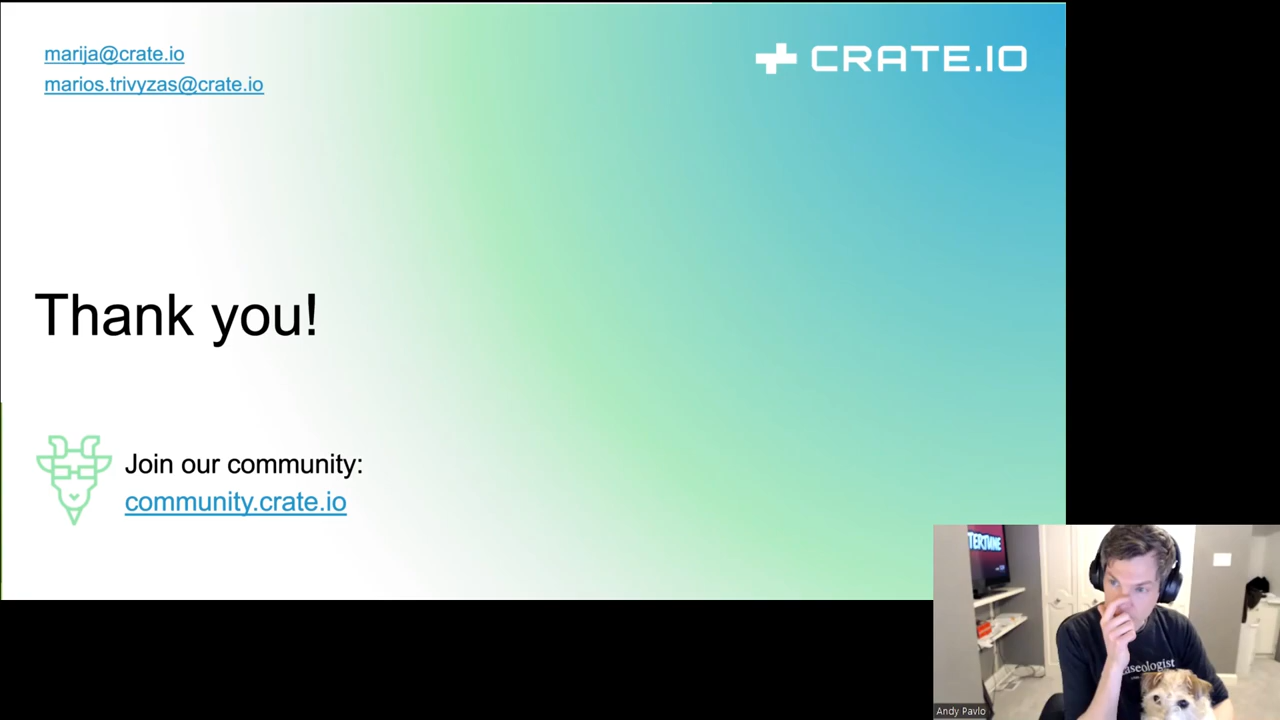 marija@crate.io
marios.trivyzas@crate.io
CRATE.IO
Thank you!
Join our community:
community.crate.io
Andy Pavlo